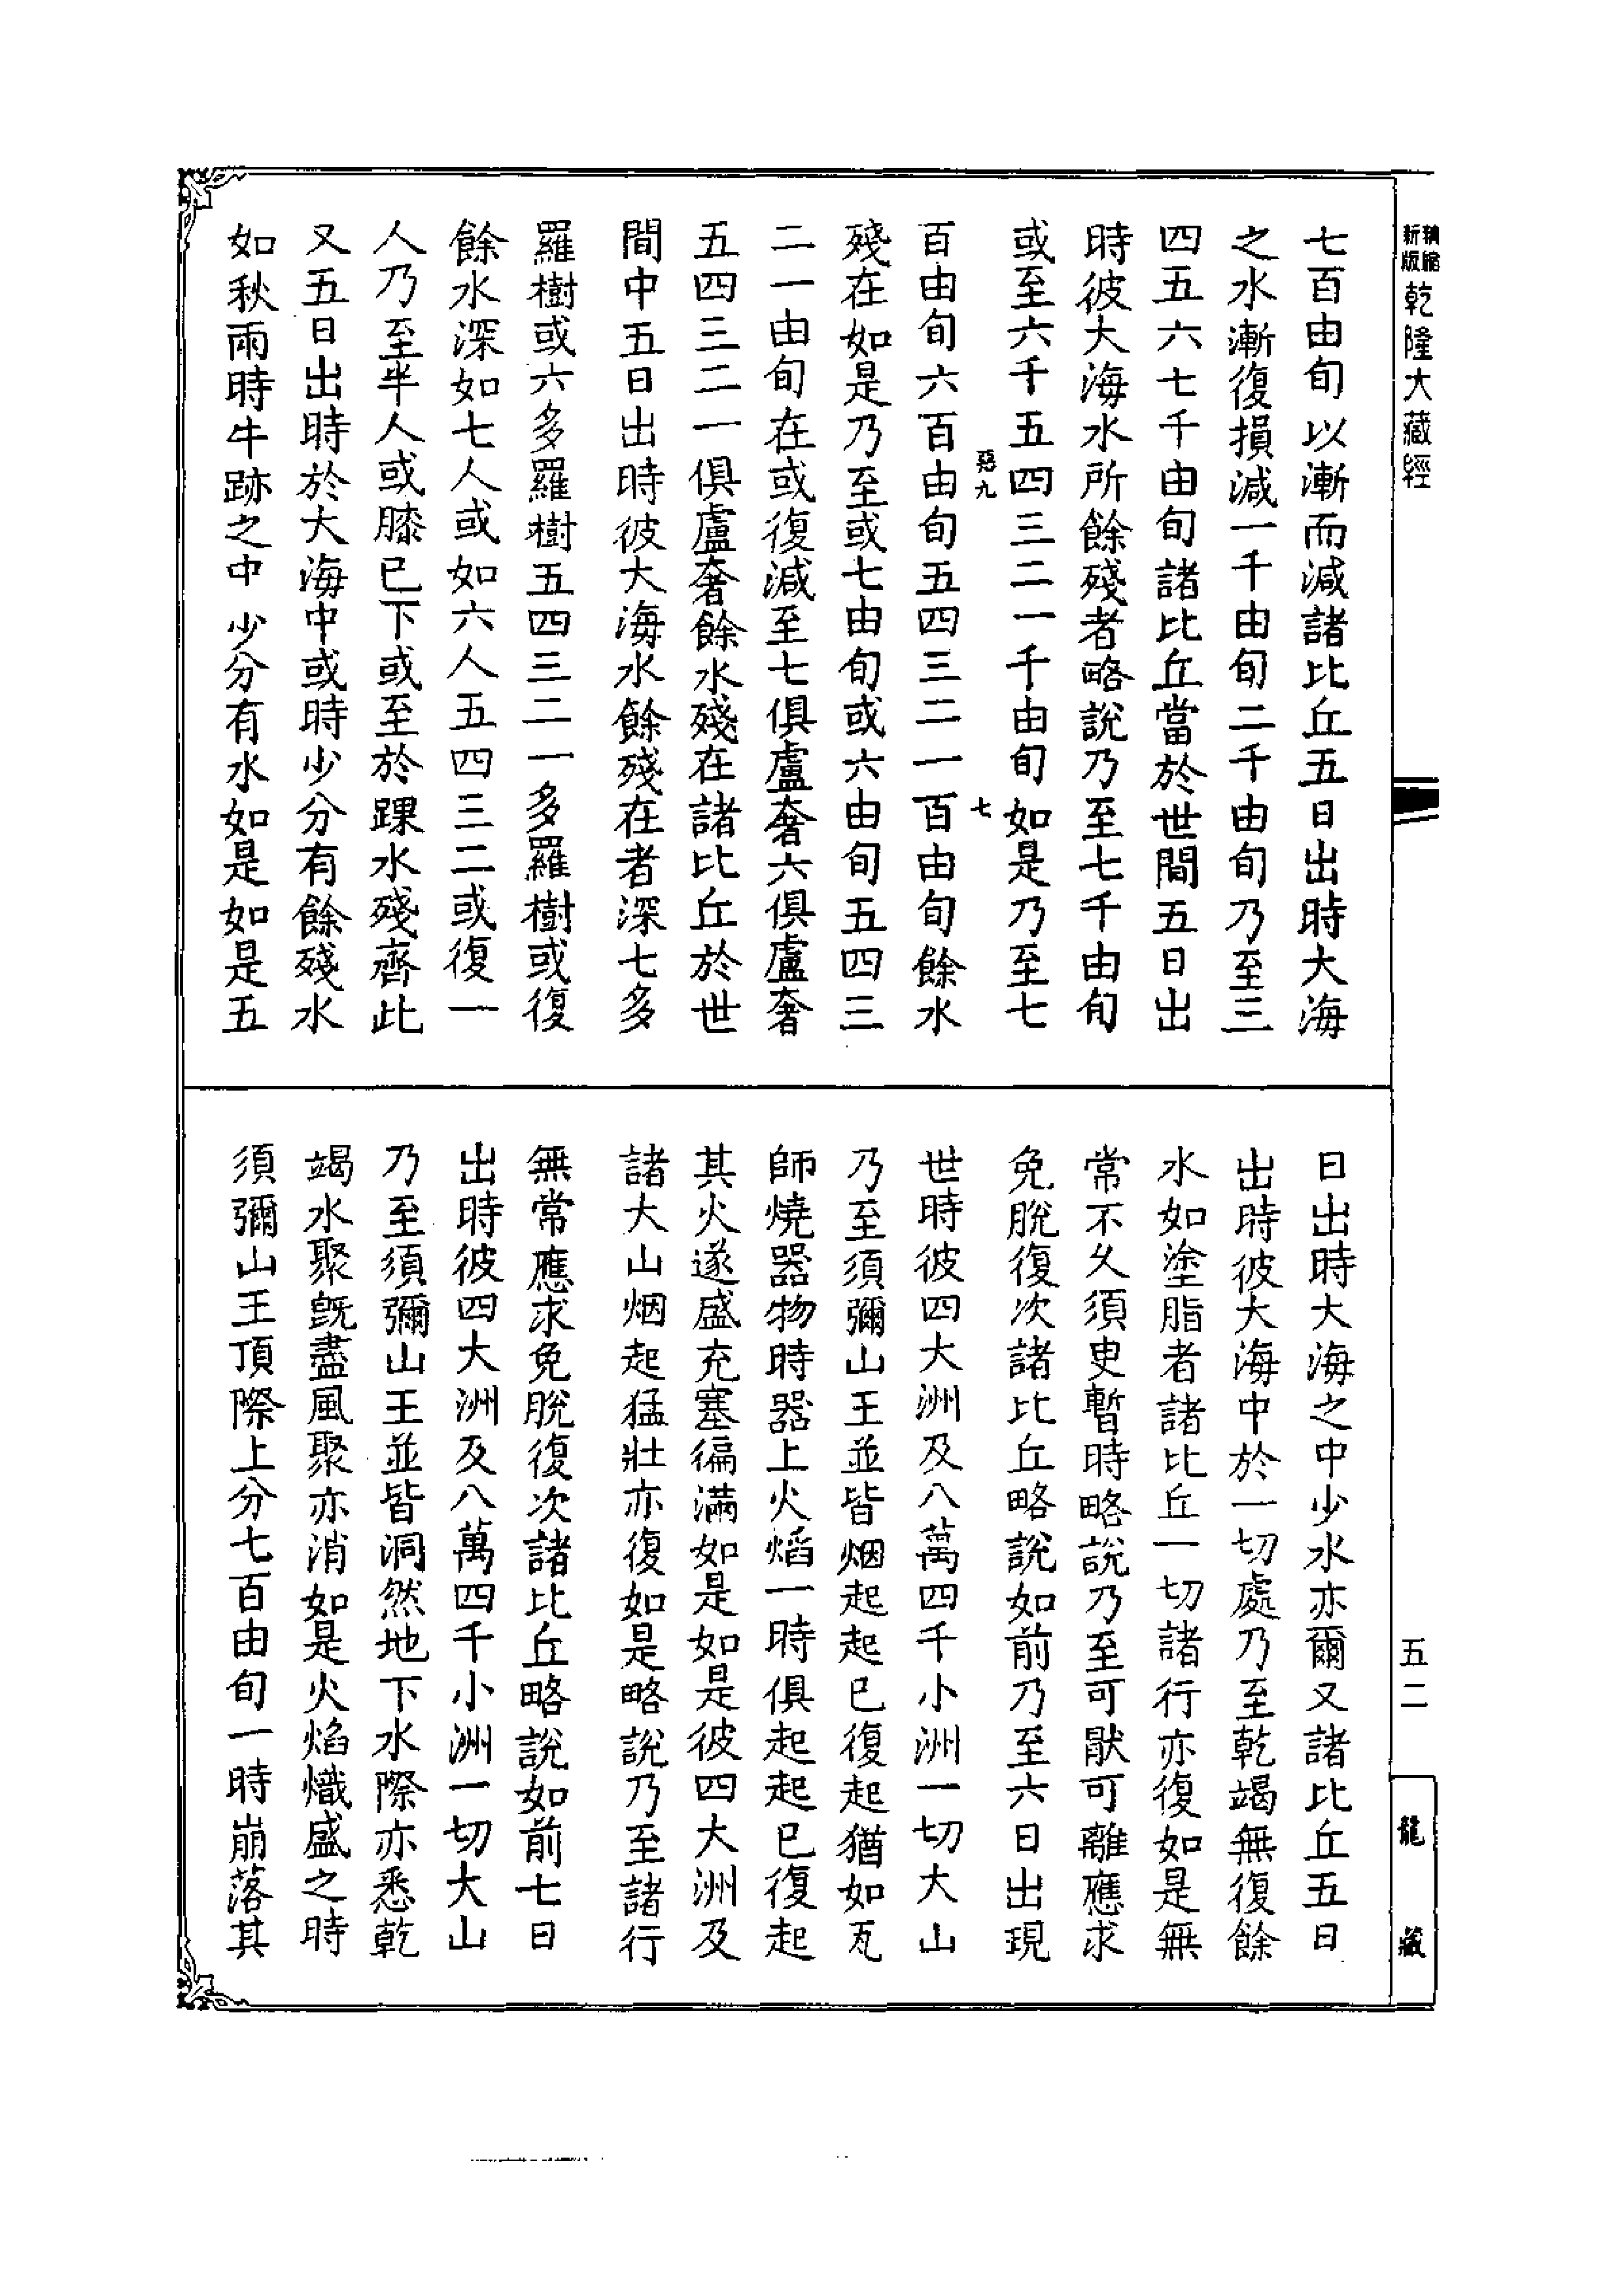 新版精縮乾隆大藏經
七百由旬以漸而減諸比丘五日出時大海
之水漸復損減一千由旬二千由旬乃至三
四五六七千由旬諸比丘當於世間五日出
時彼大海水所餘殘者略說乃至七千由旬
或至六千五四三二一千由旬如是乃至七
惡九 七
百由旬六百由旬五四三二一百由旬餘水
殘在如是乃至或七由旬或六由旬五四三
二一由旬在或復減至七俱盧奢六俱盧奢
五四三二一俱盧奢餘水殘在諸比丘於世
間中五日出時彼大海水餘殘在者深七多
羅樹或六多羅樹五四三二一多羅樹或復
餘水深如七人或如六人五四三二或復一
人乃至半人或膝已下或至於踝水殘齊此
又五日出時於大海中或時少分有餘殘水
如秋雨時牛跡之中少分有水如是如是五
日出時大海之中少水亦爾又諸比丘五日
出時彼大海中於一切處乃至乾竭無復餘
水如塗脂者諸比丘一切諸行亦復如是無
常不久須臾暫時略說乃至可猒可離應求
免脫復次諸比丘略說如前乃至六日出現
世時彼四大洲及八萬四千小洲一切大山
乃至須彌山王並皆烟起起已復起猶如瓦
師燒器物時器上火焰一時俱起起已復起
其火遂盛充塞徧滿如是如是彼四大洲及
諸大山烟起猛壯亦復如是略說乃至諸行
無常應求免脫復次諸比丘略說如前七日
出時彼四大洲及八萬四千小洲一切大山
乃至須彌山王並皆洞然地下水際亦悉乾
竭水聚既盡風聚亦消如是火焰熾盛之時
須彌山王頂際上分七百由旬一時崩落其
五二
龍藏